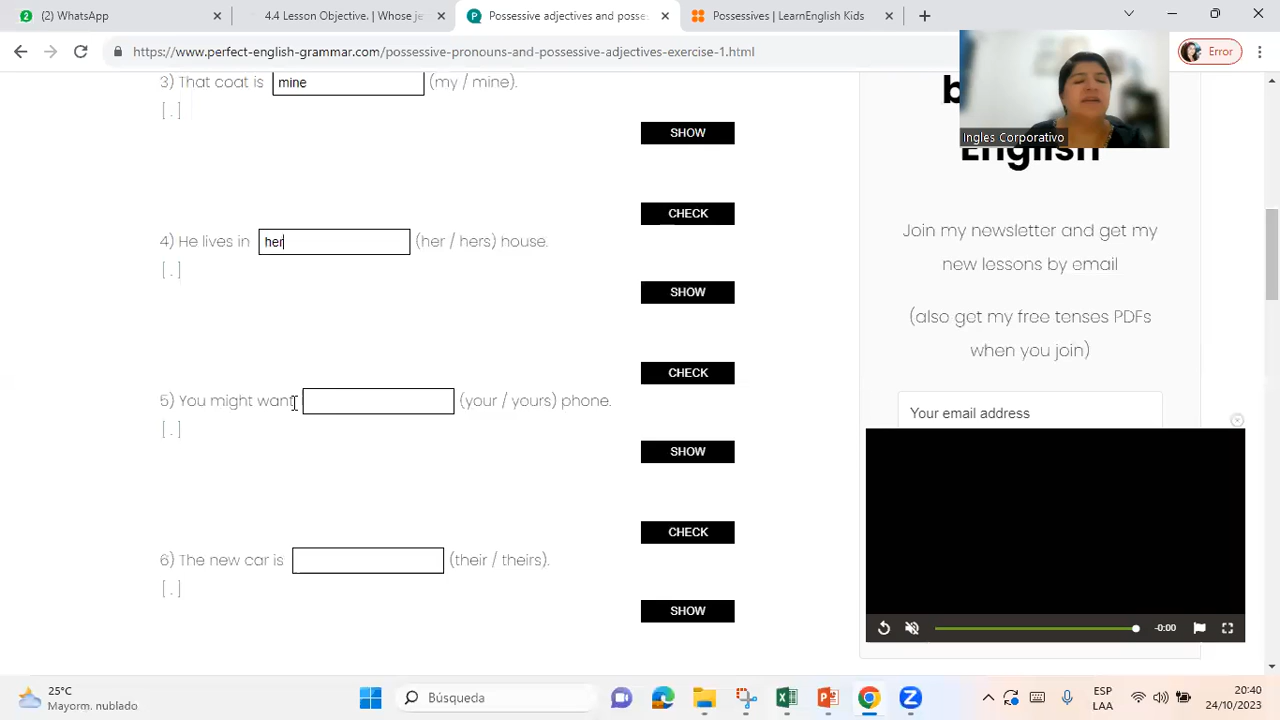 (2) WhatsApp
4.4 Lesson Objective. | Whose je
Possessive adjectives and posse
Possessives | LearnEnglish Kids
https://www.perfect-english-grammar.com/possessive-pronouns-and-possessive-adjectives-exercise-1.html
Error
Ingles Corporativo
English
3) That coat is mine (my / mine).
[ . ]
SHOW
CHECK
4) He lives in her (her / hers) house.
[ . ]
SHOW
CHECK
5) You might want (your / yours) phone.
[ . ]
SHOW
CHECK
6) The new car is (their / theirs).
[ . ]
SHOW
Join my newsletter and get my
new lessons by email
(also get my free tenses PDFs
when you join)
Your email address
-0:00
25°C
Mayorm. nublado
Búsqueda
ESP
LAA
20:40
24/10/2023